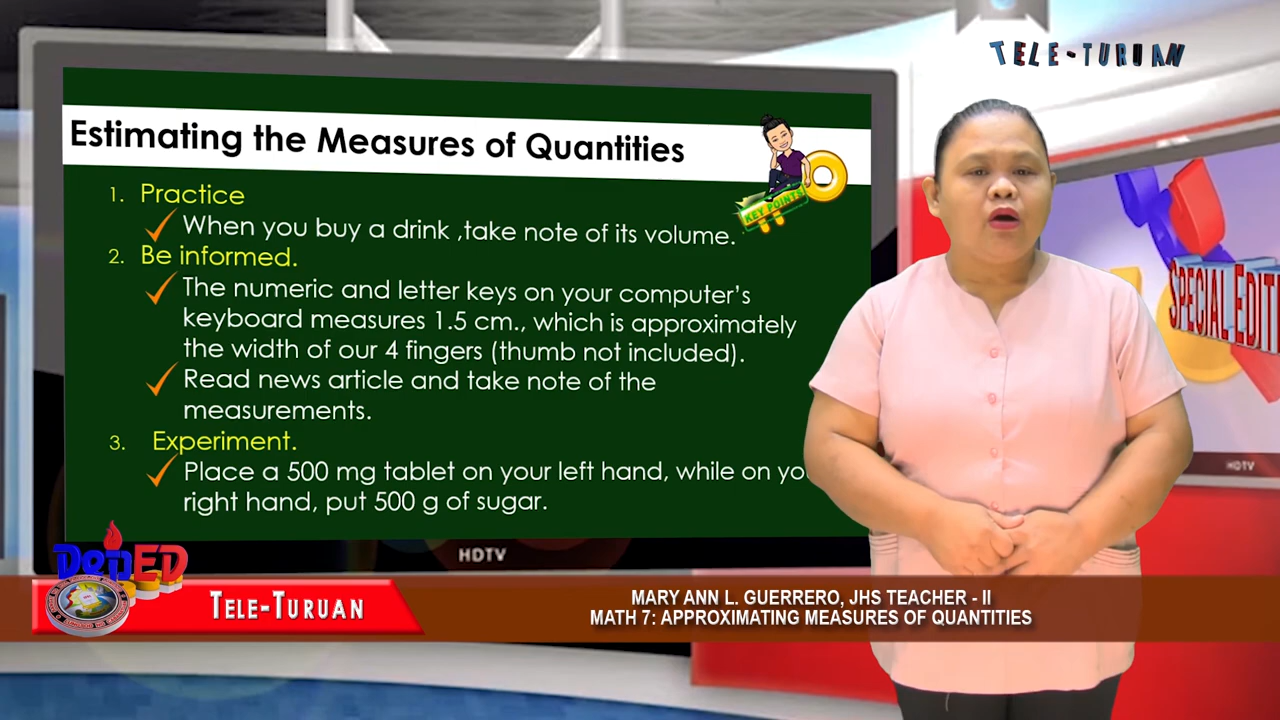 TELE-TURUAN
Estimating the Measures of Quantities
KEY POINTS
1. Practice
When you buy a drink ,take note of its volume.
2. Be informed.
The numeric and letter keys on your computer's
keyboard measures 1.5 cm., which is approximately
the width of our 4 fingers (thumb not included).
Read news article and take note of the
measurements.
3. Experiment.
Place a 500 mg tablet on your left hand, while on
right hand, put 500 g of sugar.
HDTV
SPECIAL
HDTV
DepED
TELE-TURUAN
MARY ANN L. GUERRERO, JHS TEACHER - II
MATH 7: APPROXIMATING MEASURES OF QUANTITIES